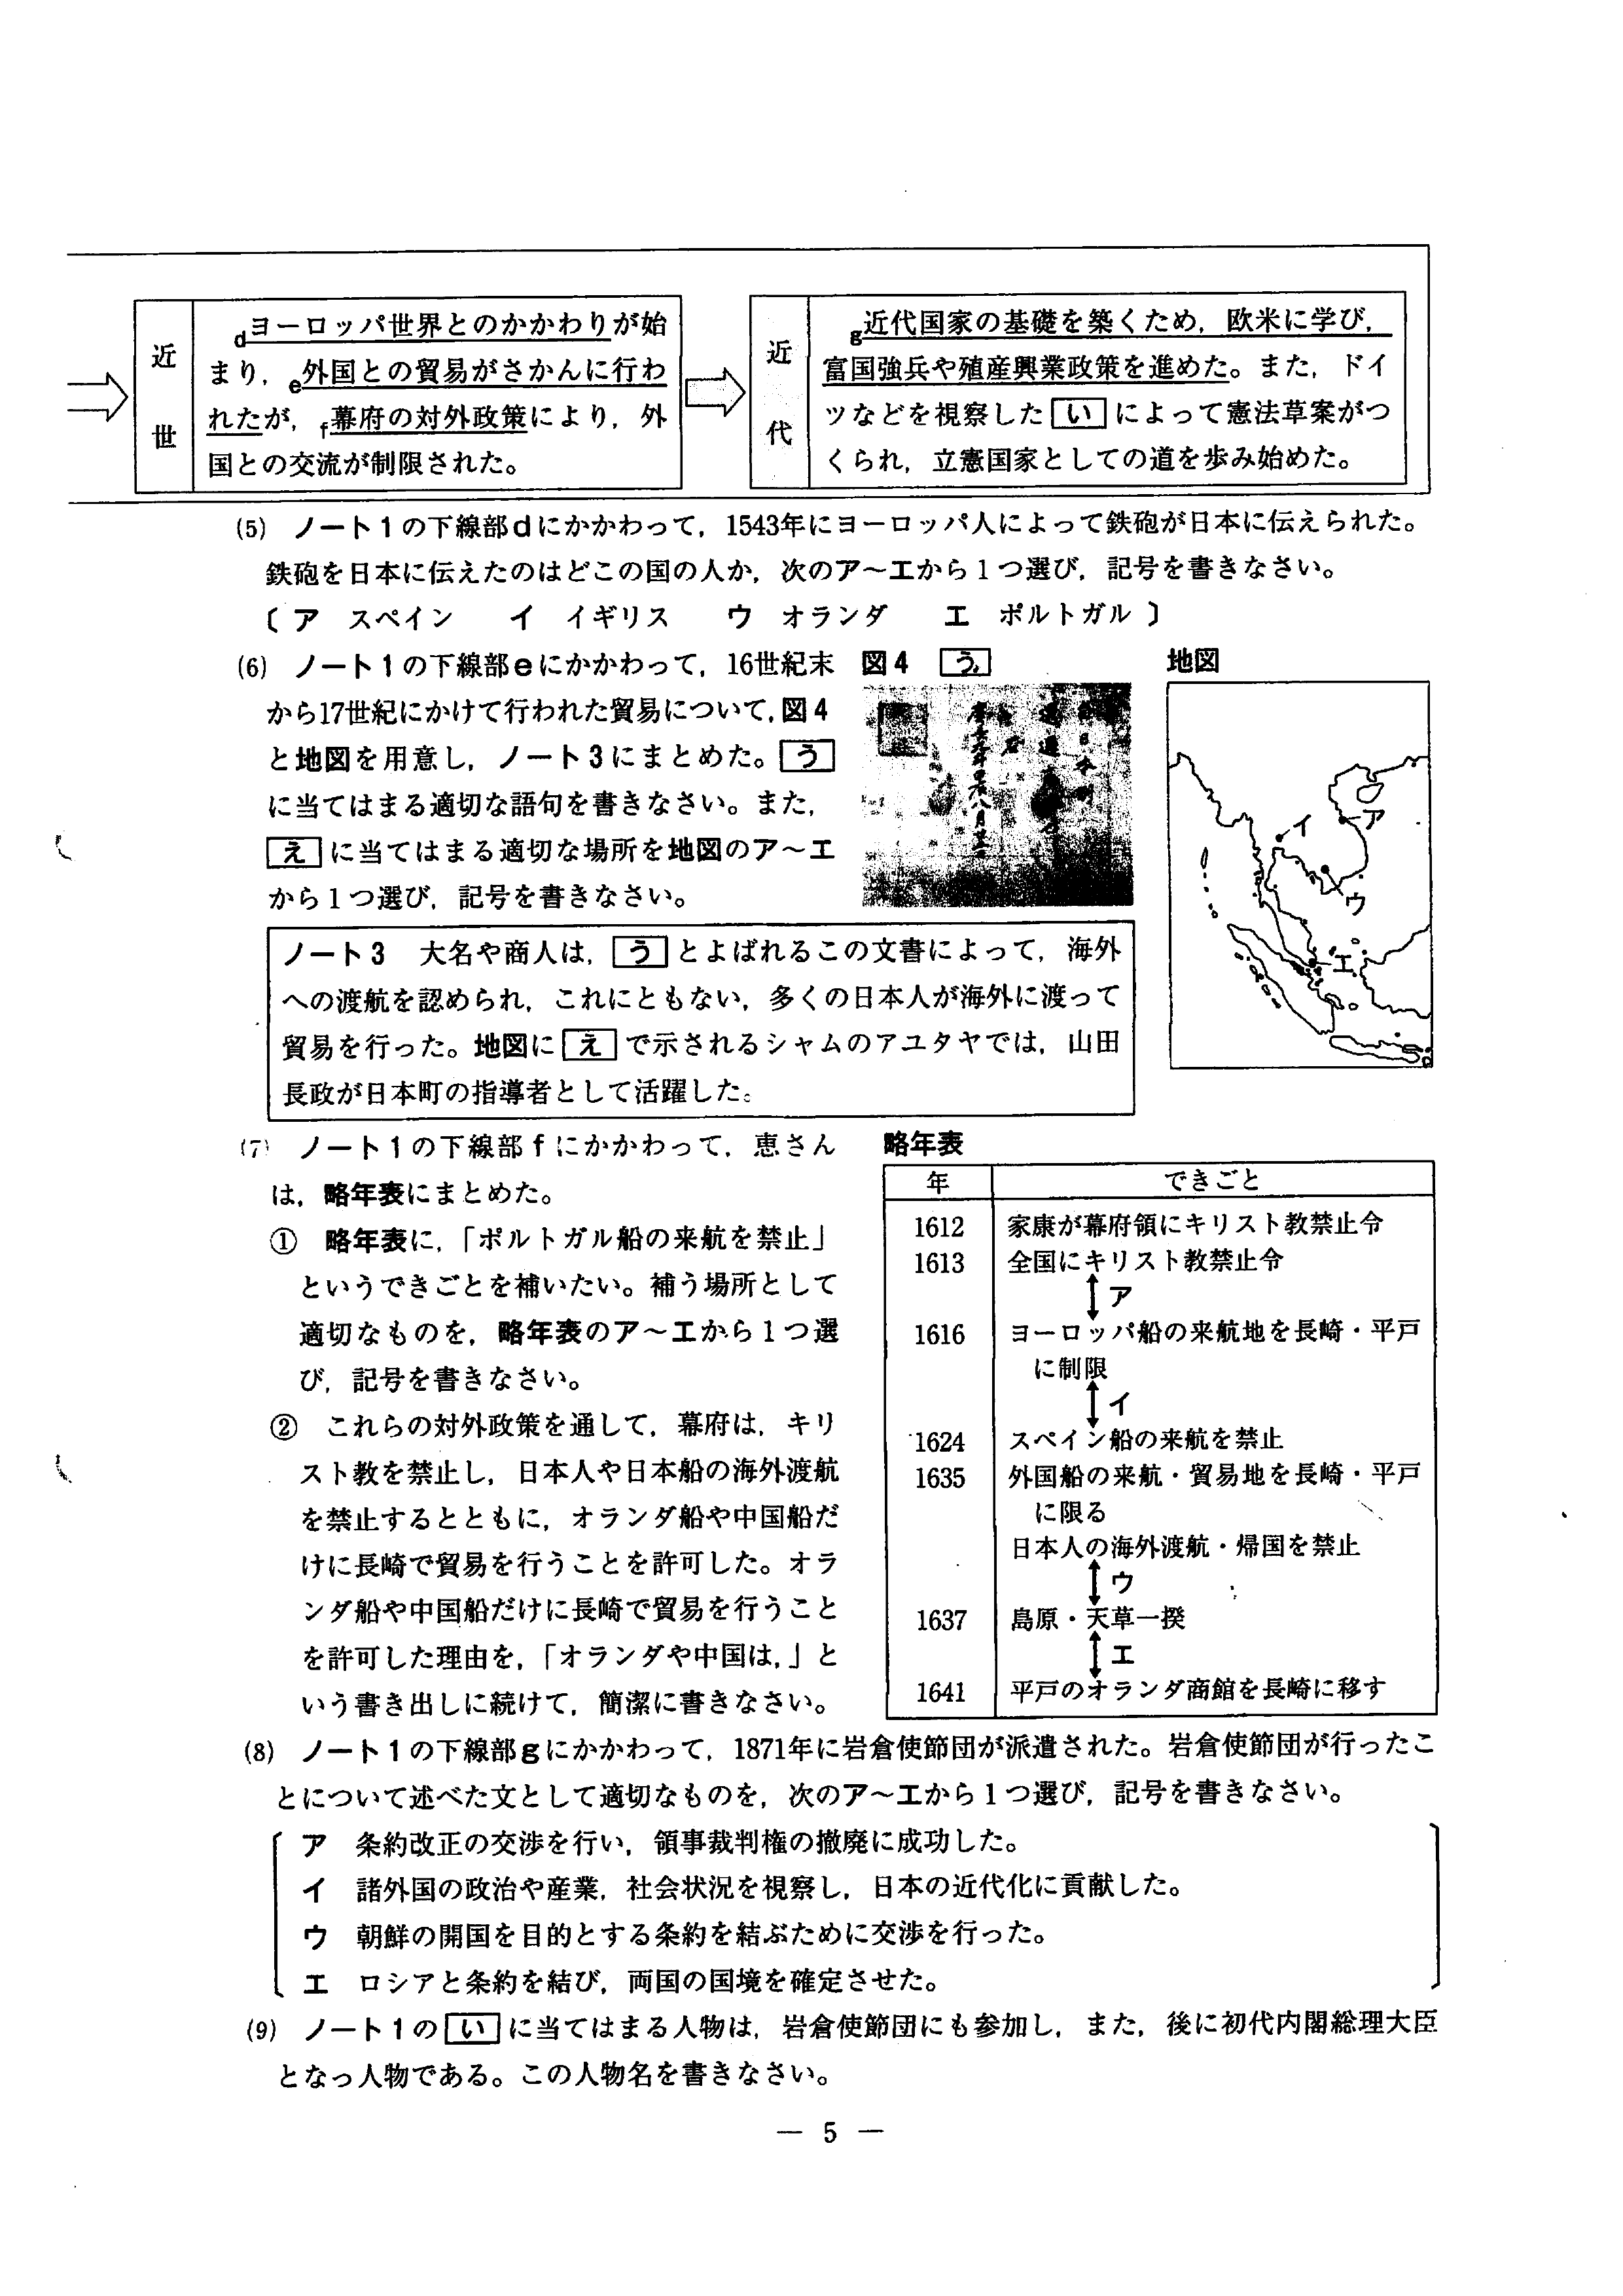 近世
dヨーロッパ世界とのかかわりが始
まり，e外国との貿易がさかんに行わ
れたが，f幕府の対外政策により，外
国との交流が制限された。
近代
g近代国家の基礎を築くため，欧米に学び，
富国強兵や殖産興業政策を進めた。また，ドイ
ツなどを視察した い によって憲法草案がつ
くられ，立憲国家としての道を歩み始めた。
(5) ノート1の下線部dにかかわって，1543年にヨーロッパ人によって鉄砲が日本に伝えられた。
鉄砲を日本に伝えたのはどこの国の人か，次のア～エから1つ選び，記号を書きなさい。
〔 ア スペイン イ イギリス ウ オランダ エ ポルトガル 〕
(6) ノート1の下線部eにかかわって，16世紀末
から17世紀にかけて行われた貿易について，図4
と地図を用意し，ノート3にまとめた。 う
に当てはまる適切な語句を書きなさい。また，
え に当てはまる適切な場所を地図のア～エ
から1つ選び，記号を書きなさい。
図4 う
地図
ア
イ
ウ
エ
ノート3 大名や商人は， う とよばれるこの文書によって，海外
への渡航を認められ，これにともない，多くの日本人が海外に渡って
貿易を行った。地図に え で示されるシャムのアユタヤでは，山田
長政が日本町の指導者として活躍した。
(7) ノート1の下線部fにかかわって，恵さん
は，略年表にまとめた。
① 略年表に，「ポルトガル船の来航を禁止」
というできごとを補いたい。補う場所として
適切なものを，略年表のア～エから1つ選
び，記号を書きなさい。
② これらの対外政策を通して，幕府は，キリ
スト教を禁止し，日本人や日本船の海外渡航
を禁止するとともに，オランダ船や中国船だ
けに長崎で貿易を行うことを許可した。オラ
ンダ船や中国船だけに長崎で貿易を行うこと
を許可した理由を，「オランダや中国は，」と
いう書き出しに続けて，簡潔に書きなさい。
略年表
年 できごと
1612 家康が幕府領にキリスト教禁止令
1613 全国にキリスト教禁止令
ア
1616 ヨーロッパ船の来航地を長崎・平戸
に制限
イ
1624 スペイン船の来航を禁止
1635 外国船の来航・貿易地を長崎・平戸
に限る
日本人の海外渡航・帰国を禁止
ウ
1637 島原・天草一揆
エ
1641 平戸のオランダ商館を長崎に移す
(8) ノート1の下線部gにかかわって，1871年に岩倉使節団が派遣された。岩倉使節団が行ったこ
とについて述べた文として適切なものを，次のア～エから1つ選び，記号を書きなさい。
ア 条約改正の交渉を行い，領事裁判権の撤廃に成功した。
イ 諸外国の政治や産業，社会状況を視察し，日本の近代化に貢献した。
ウ 朝鮮の開国を目的とする条約を結ぶために交渉を行った。
エ ロシアと条約を結び，両国の国境を確定させた。
(9) ノート1の い に当てはまる人物は，岩倉使節団にも参加し，また，後に初代内閣総理大臣
となっ人物である。この人物名を書きなさい。
― 5 ―